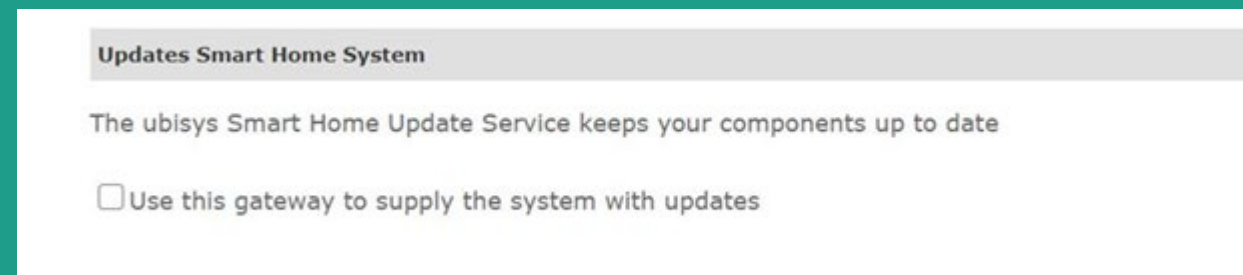 Updates Smart Home System
The ubisys Smart Home Update Service keeps your components up to date
Use this gateway to supply the system with updates